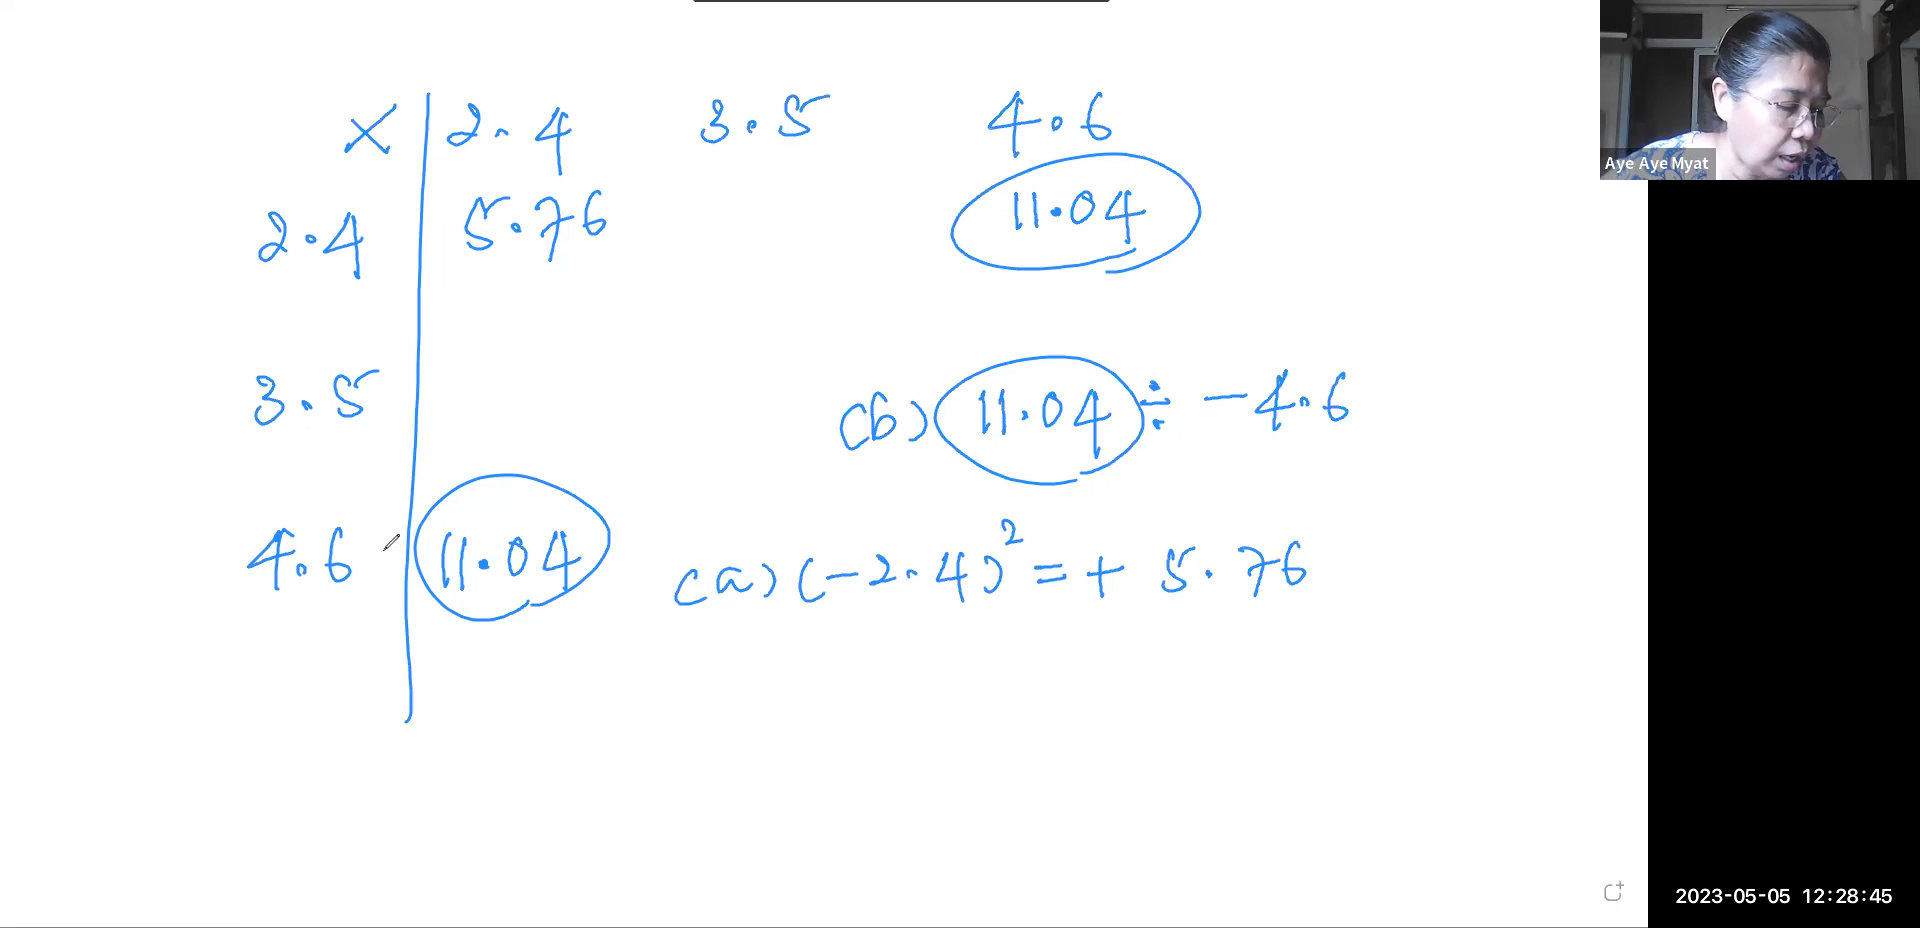 × 2.4 3.5 4.6
2.4 5.76 11.04
3.5
(b) 11.04 ÷ -4.6
4.6 11.04
(a) (-2.4)² = + 5.76
Aye Aye Myat
2023-05-05 12:28:45